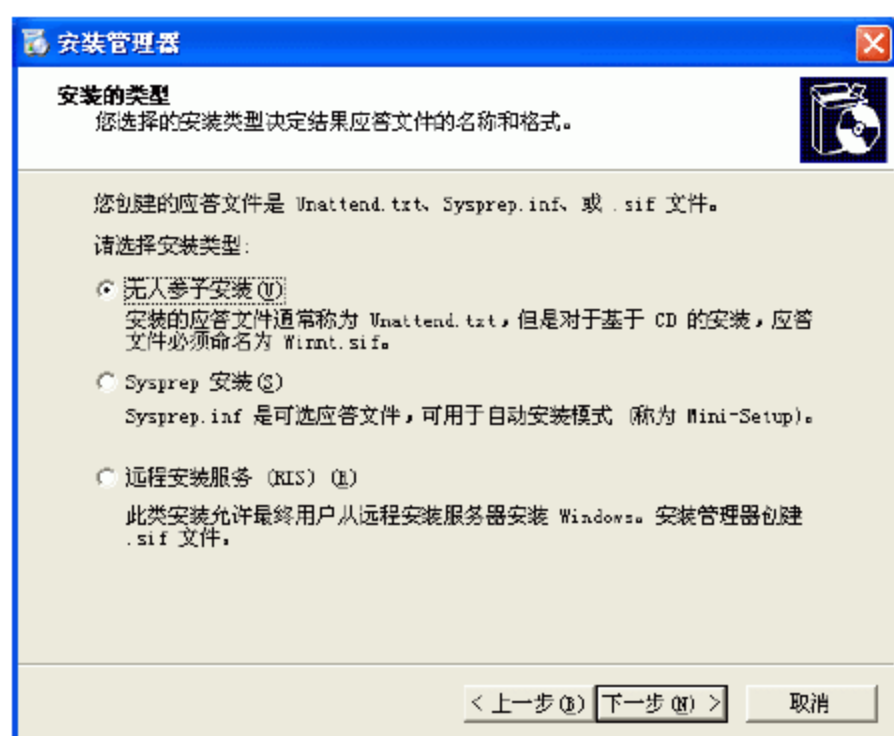 安装管理器
安装的类型
您选择的安装类型决定结果应答文件的名称和格式。
您创建的应答文件是 Unattend.txt、Sysprep.inf、或 .sif 文件。
请选择安装类型:
无人参予安装(U)
安装的应答文件通常称为 Unattend.txt，但是对于基于 CD 的安装，应答
文件必须命名为 Winnt.sif。
Sysprep 安装(S)
Sysprep.inf 是可选应答文件，可用于自动安装模式 (称为 Mini-Setup)。
远程安装服务 (RIS) (R)
此类安装允许最终用户从远程安装服务器安装 Windows。安装管理器创建
.sif 文件。
< 上一步(B) 下一步(N) > 取消